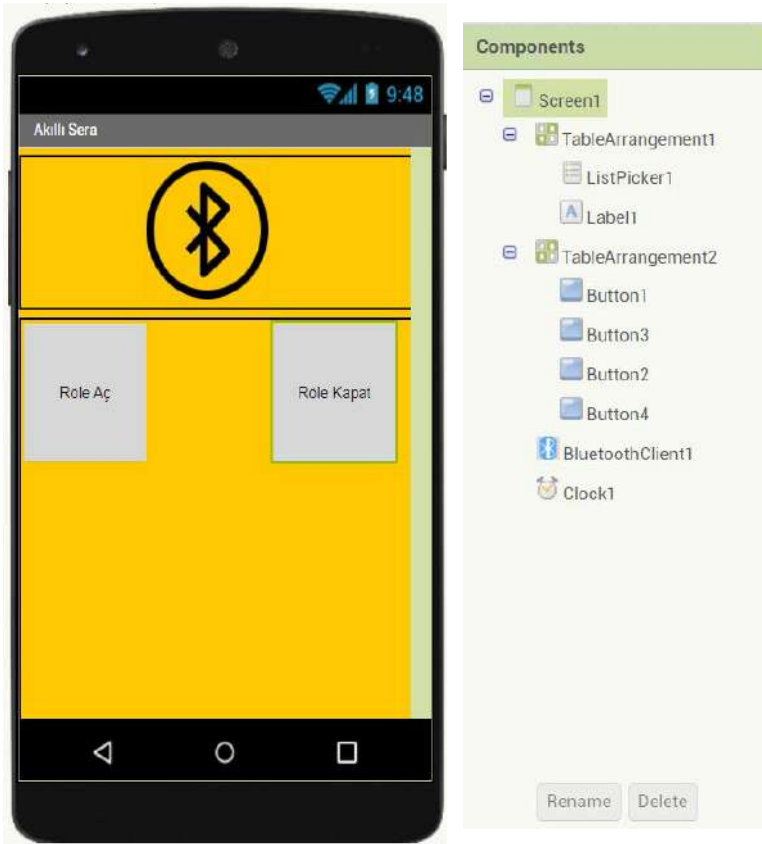 9:48
Akıllı Sera
Role Aç
Role Kapat
Components
Screen1
TableArrangement1
ListPicker1
A Label1
TableArrangement2
Button1
Button3
Button2
Button4
BluetoothClient1
Clock1
Rename Delete